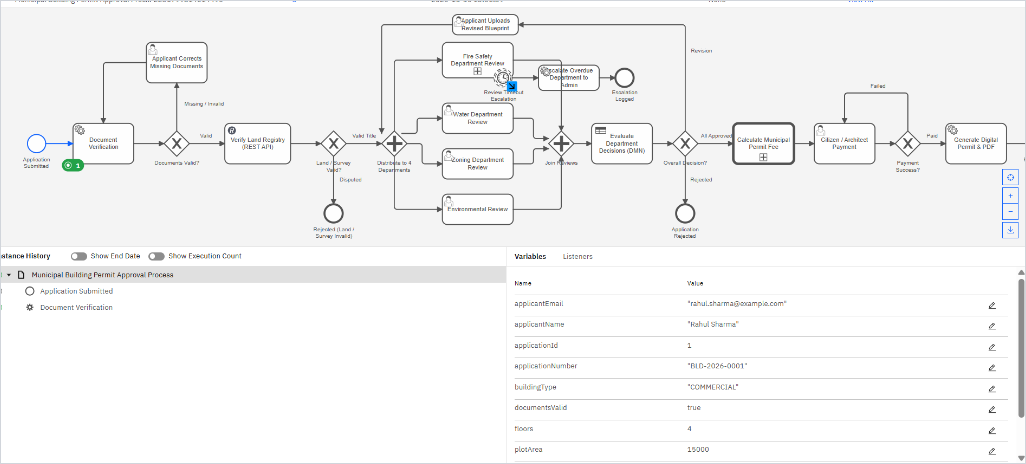 Applicant Uploads
Revised Blueprint
Revision
Applicant Corrects
Missing Documents
Fire Safety
Department Review
Escalate Overdue
Department to
Admin
Review Timeout
Escalation
Escalation
Logged
Missing / Invalid
Failed
Water Department
Review
Document
Verification
Valid
Verify Land Registry
(REST API)
Valid Title
Evaluate
Department
Decisions (DMN)
All Approved
Calculate Municipal
Permit Fee
Citizen / Architect
Payment
Paid
Generate Digital
Permit & PDF
Application
Submitted
1
Documents Valid?
Land / Survey
Valid?
Distribute to 4
Departments
Zoning Department
Review
Join Reviews
Overall Decision?
Payment
Success?
Disputed
Rejected
Environmental Review
Rejected (Land /
Survey Invalid)
Application
Rejected
stance History
Show End Date
Show Execution Count
Municipal Building Permit Approval Process
Application Submitted
Document Verification
Variables
Listeners
Name
Value
applicantEmail
"rahul.sharma@example.com"
applicantName
"Rahul Sharma"
applicationId
1
applicationNumber
"BLD-2026-0001"
buildingType
"COMMERCIAL"
documentsValid
true
floors
4
plotArea
15000